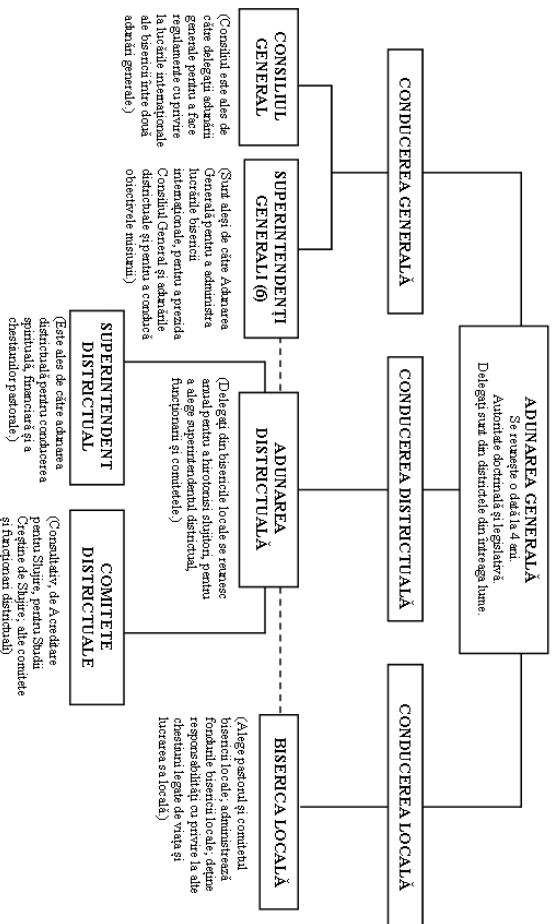 ADUNAREA GENERALĂ
Se reunește o dată la 4 ani.
Autoritate doctrinală și legislativă.
Delegați sunt din districtele din întreaga lume.
CONDUCEREA GENERALĂ
CONDUCEREA DISTRICTUALĂ
CONDUCEREA LOCALĂ
CONSILIUL
GENERAL
(Consiliul este ales de
către delegații adunării
generale pentru a face
regulamente cu privire
la lucările internaționale
ale bisericii între două
adunări generale.)
SUPERINTENDENȚI
GENERALI (6)
(Sunt aleși de către Adunarea
Generală pentru a administra
lucrările bisericii
internaționale, pentru a prezida
Consiliul General și adunările
districtuale și pentru a conducă
obiectivele misiunii.)
ADUNAREA
DISTRICTUALĂ
(Delegați din bisericile locale se reunesc
anual pentru a hirotonisi slujitori, pentru
a alege superintendentul districtual,
funcționarii și comitetele.)
BISERICA LOCALĂ
(Alege pastorul și comitetul
bisericii locale; administrează
fondurile bisericii locale; deține
responsabilități cu privire la alte
chestiuni legate de viața și
lucrarea sa locală.)
SUPERINTENDENT
DISTRICTUAL
(Este ales de către adunarea
districtuală pentru conducerea
spirituală, financiară și a
chestiunilor pastorale.)
COMITETE
DISTRICTUALE
(Consultativ, de Acreditare
pentru Slujire, pentru Studii
Creștine de Slujire; alte comitete
și funcționari districtuali)